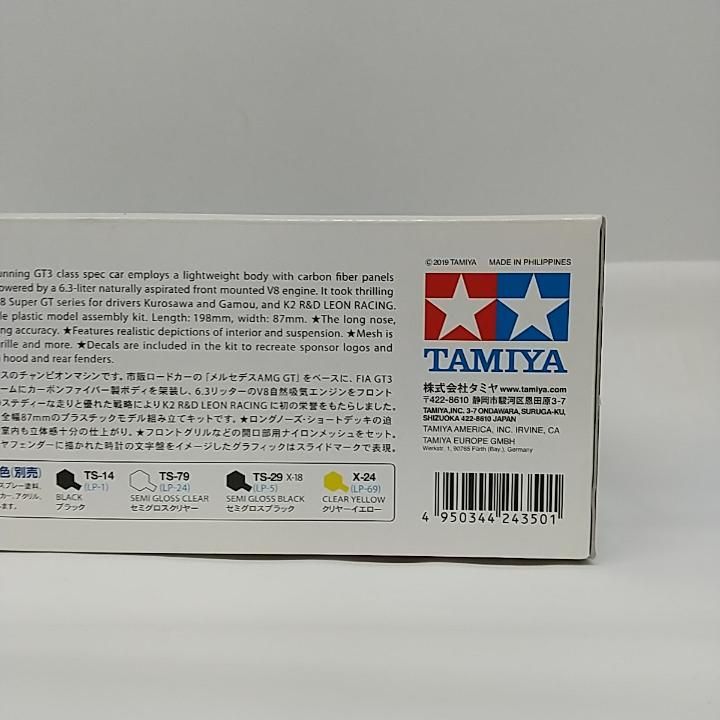 unning GT3 class spec car employs a lightweight body with carbon fiber panels
owered by a 6.3-liter naturally aspirated front mounted V8 engine. It took thrilling
8 Super GT series for drivers Kurosawa and Gamou, and K2 R&D LEON RACING.
le plastic model assembly kit. Length: 198mm, width: 87mm. ★The long nose,
ng accuracy. ★Features realistic depictions of interior and suspension. ★Mesh is
rille and more. ★Decals are included in the kit to recreate sponsor logos and
hood and rear fenders.
スのチャンピオンマシンです。市販ロードカーの「メルセデスAMG GT」をベースに、FIA GT3
ームにカーボンファイバー製ボディを架装し、6.3リッターのV8自然吸気エンジンをフロント
ステディーな走りと優れた戦略により K2 R&D LEON RACING に初の栄誉をもたらしました。
全幅87mmのプラスチックモデル組み立てキットです。★ロングノーズ・ショートデッキの迫
室内も立体感十分の仕上がり。★フロントグリルなどの開口部用ナイロンメッシュをセット。
ヤフェンダーに描かれた時計の文字盤をイメージしたグラフィックはスライドマークで表現。
色(別売)
スプレー塗料、
カー、アクリル、
ます。
TS-14
(LP-1)
BLACK
ブラック
TS-79
(LP-24)
SEMI GLOSS CLEAR
セミグロスクリヤー
TS-29 X-18
(LP-5)
SEMI GLOSS BLACK
セミグロスブラック
X-24
(LP-69)
CLEAR YELLOW
クリヤーイエロー
©2019 TAMIYA MADE IN PHILIPPINES
TAMIYA
株式会社タミヤ www.tamiya.com
〒422-8610 静岡市駿河区恩田原3-7
TAMIYA,INC. 3-7 ONDAWARA, SURUGA-KU,
SHIZUOKA 422-8610 JAPAN
TAMIYA AMERICA, INC. IRVINE, CA
TAMIYA EUROPE GMBH
Werkstr. 1, 90765 Fürth (Bay.), Germany
4 950344 243501